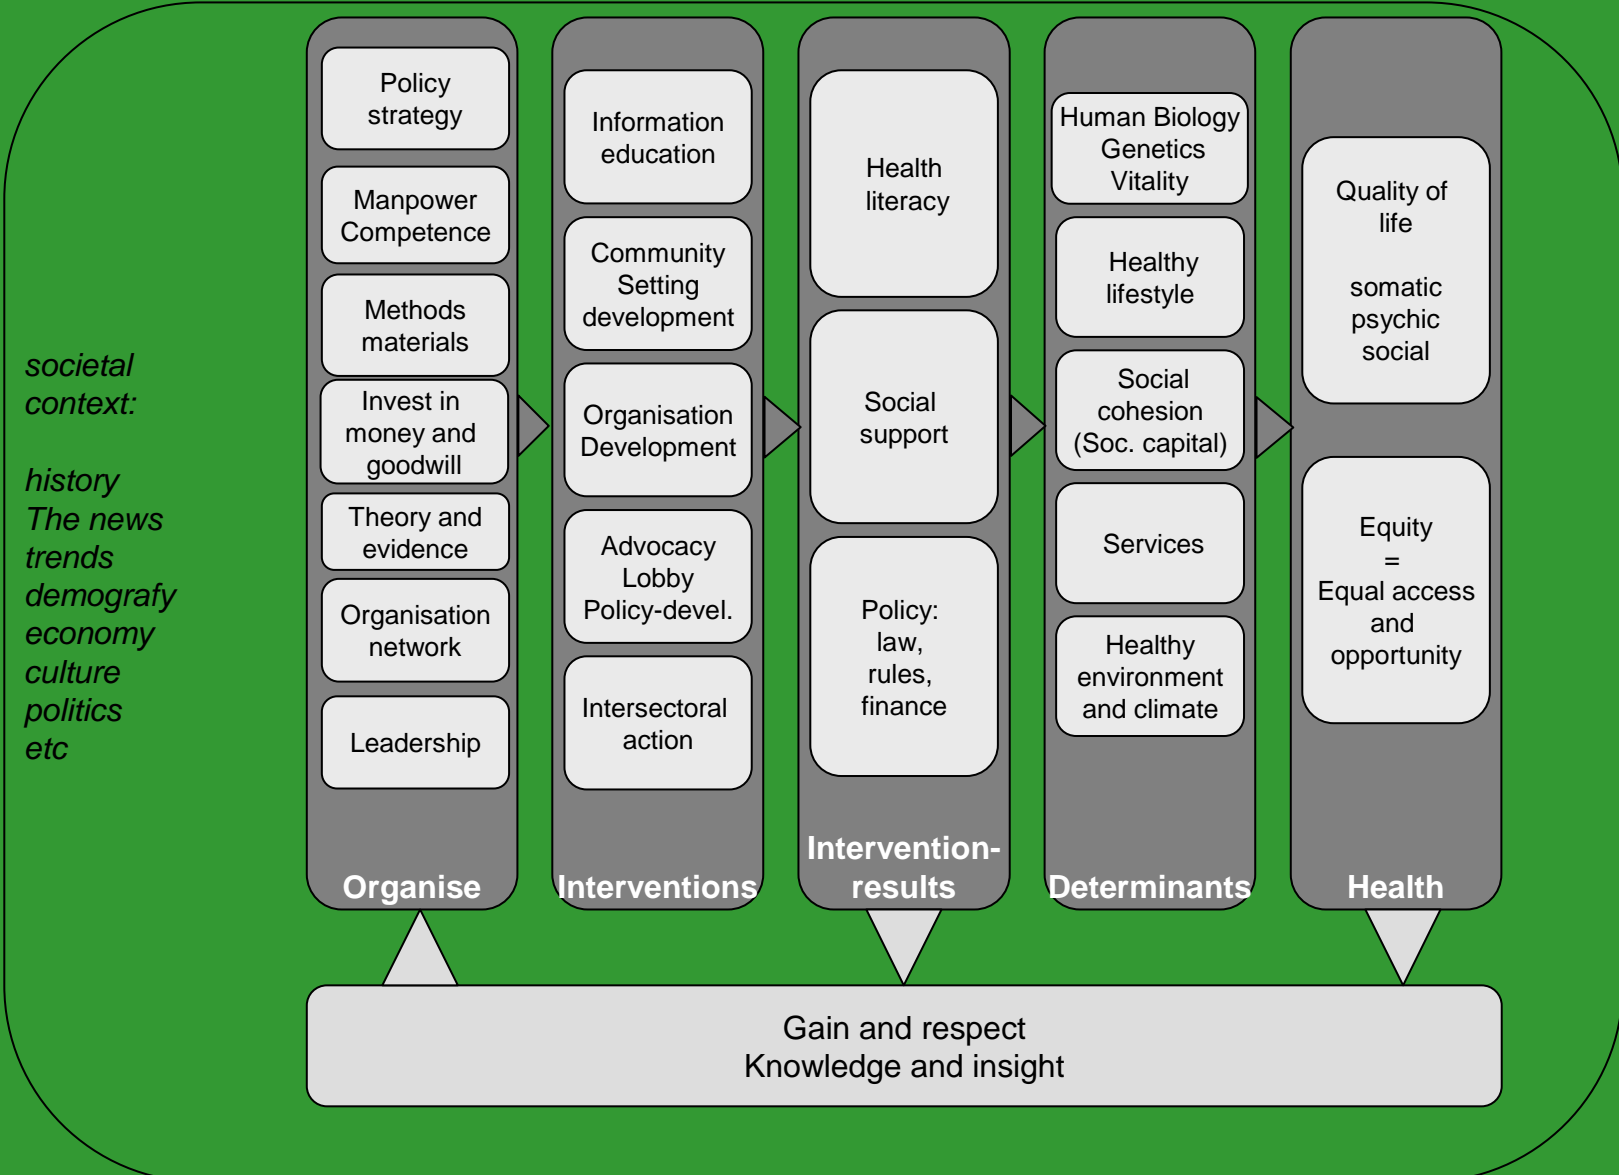 societal
context:
history
The news
trends
demografy
economy
culture
politics
etc
Policy
strategy
Manpower
Competence
Methods
materials
Invest in
money and
goodwill
Theory and
evidence
Organisation
network
Leadership
Organise
Information
education
Community
Setting
development
Organisation
Development
Advocacy
Lobby
Policy-devel.
Intersectoral
action
Interventions
Health
literacy
Social
support
Policy:
law,
rules,
finance
Intervention-
results
Human Biology
Genetics
Vitality
Healthy
lifestyle
Social
cohesion
(Soc. capital)
Services
Healthy
environment
and climate
Determinants
Quality of
life
somatic
psychic
social
Equity
=
Equal access
and
opportunity
Health
Gain and respect
Knowledge and insight